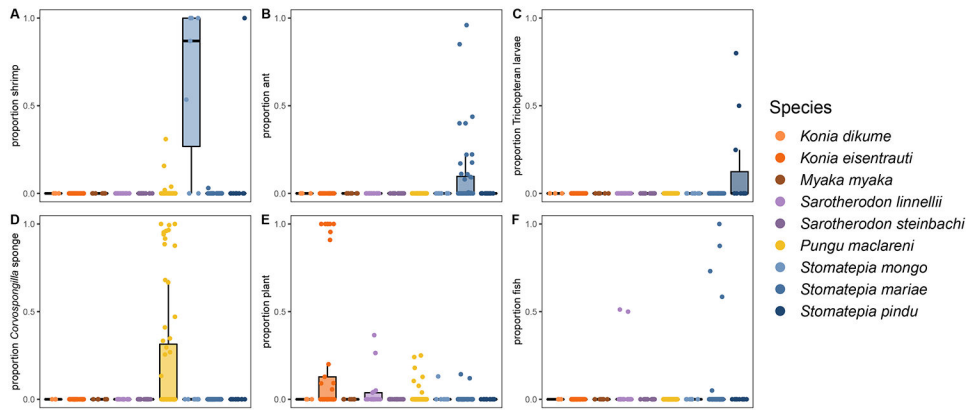 A
proportion shrimp
1.0
0.5
0.0
B
proportion ant
1.0
0.5
0.0
C
proportion Trichopteran larvae
1.0
0.5
0.0
D
proportion Corvospongilla sponge
1.0
0.5
0.0
E
proportion plant
1.0
0.5
0.0
F
proportion fish
1.0
0.5
0.0
Species
Konia dikume
Konia eisentrauti
Myaka myaka
Sarotherodon linnellii
Sarotherodon steinbachi
Pungu maclareni
Stomatepia mongo
Stomatepia mariae
Stomatepia pindu